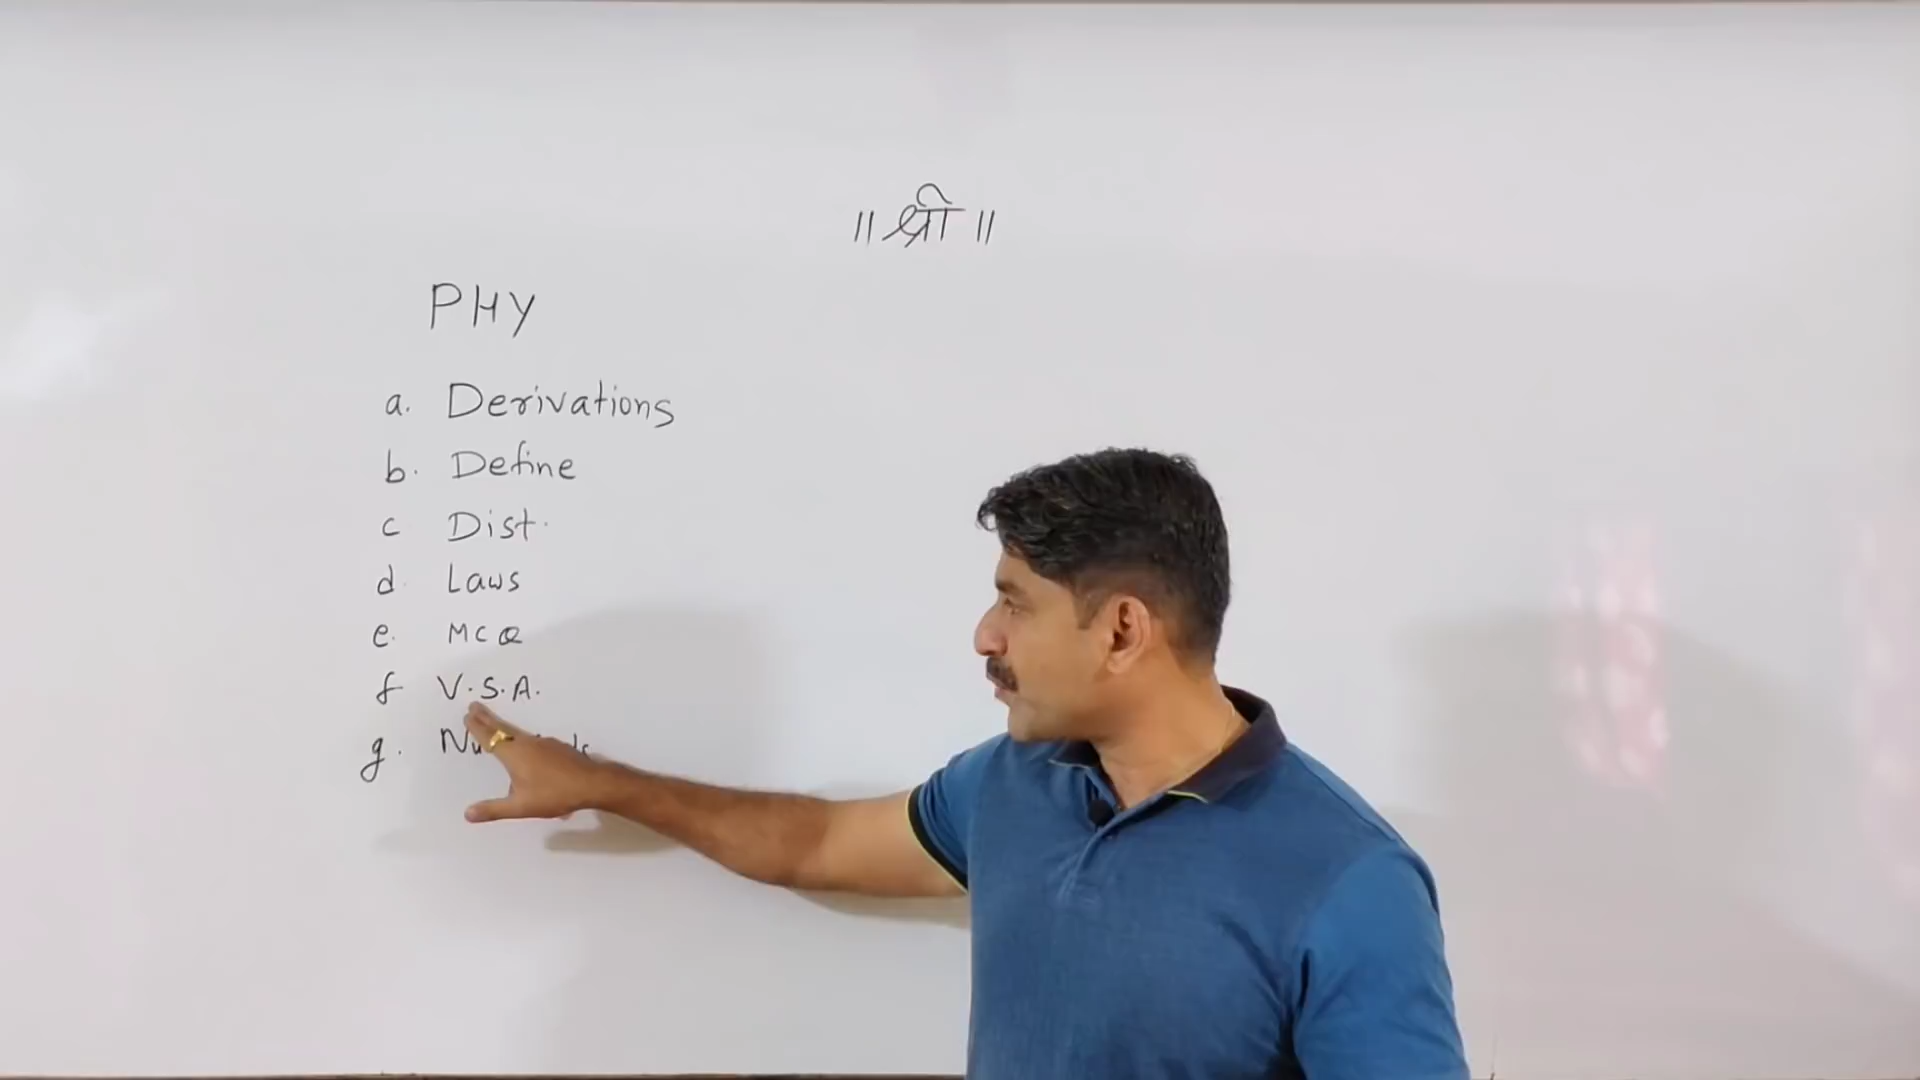 ॥ श्री ॥
PHY
a. Derivations
b. Define
c Dist.
d. Laws
e. MCQ
f V.S.A.
g.